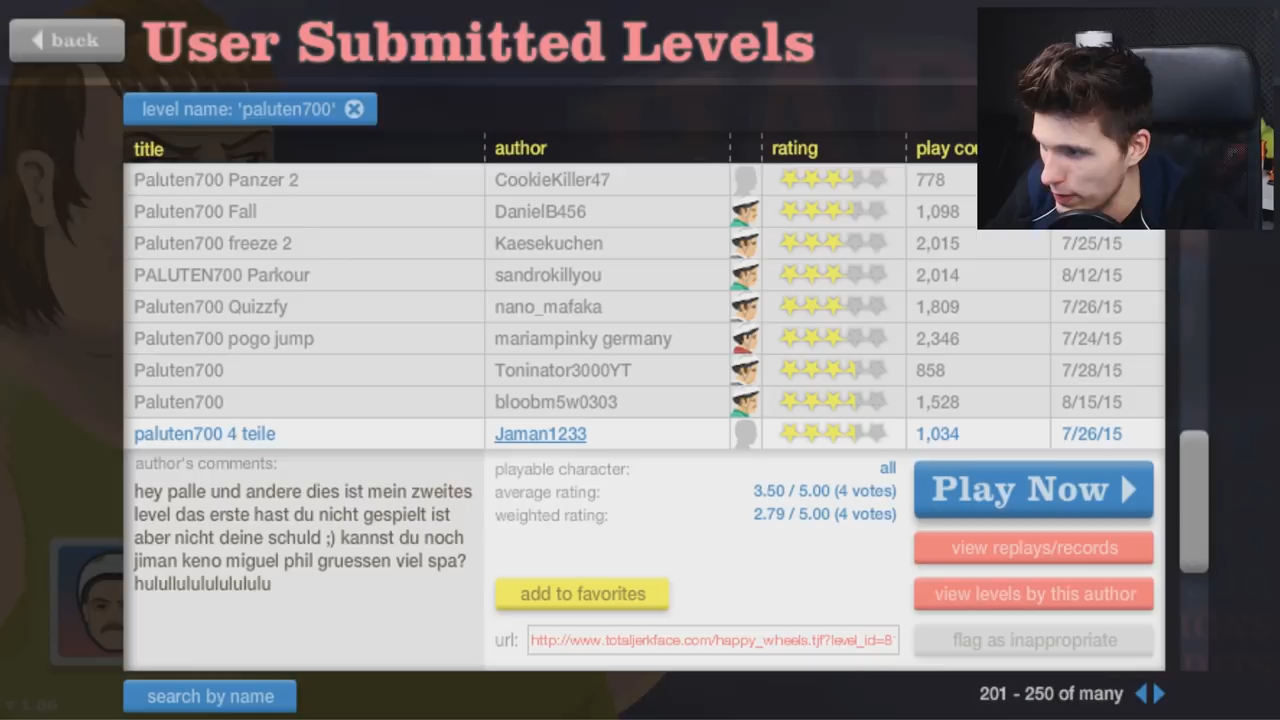 back
User Submitted Levels
level name: 'paluten700'
title author rating play cou
Paluten700 Panzer 2 CookieKiller47 778
Paluten700 Fall DanielB456 1,098
Paluten700 freeze 2 Kaesekuchen 2,015 7/25/15
PALUTEN700 Parkour sandrokillyou 2,014 8/12/15
Paluten700 Quizzfy nano_mafaka 1,809 7/26/15
Paluten700 pogo jump mariampinky germany 2,346 7/24/15
Paluten700 Toninator3000YT 858 7/28/15
Paluten700 bloobm5w0303 1,528 8/15/15
paluten700 4 teile Jaman1233 1,034 7/26/15
author's comments:
hey palle und andere dies ist mein zweites
level das erste hast du nicht gespielt ist
aber nicht deine schuld ;) kannst du noch
jiman keno miguel phil gruessen viel spa?
hulullululululululu
playable character: all
average rating: 3.50 / 5.00 (4 votes)
weighted rating: 2.79 / 5.00 (4 votes)
add to favorites
url: http://www.totaljerkface.com/happy_wheels.tjf?level_id=8
Play Now
view replays/records
view levels by this author
flag as inappropriate
search by name
201 - 250 of many